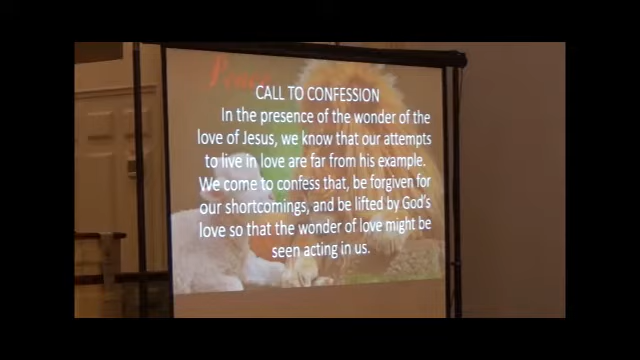 Peace
CALL TO CONFESSION
In the presence of the wonder of the
love of Jesus, we know that our attempts
to live in love are far from his example.
We come to confess that, be forgiven for
our shortcomings, and be lifted by God's
love so that the wonder of love might be
seen acting in us.